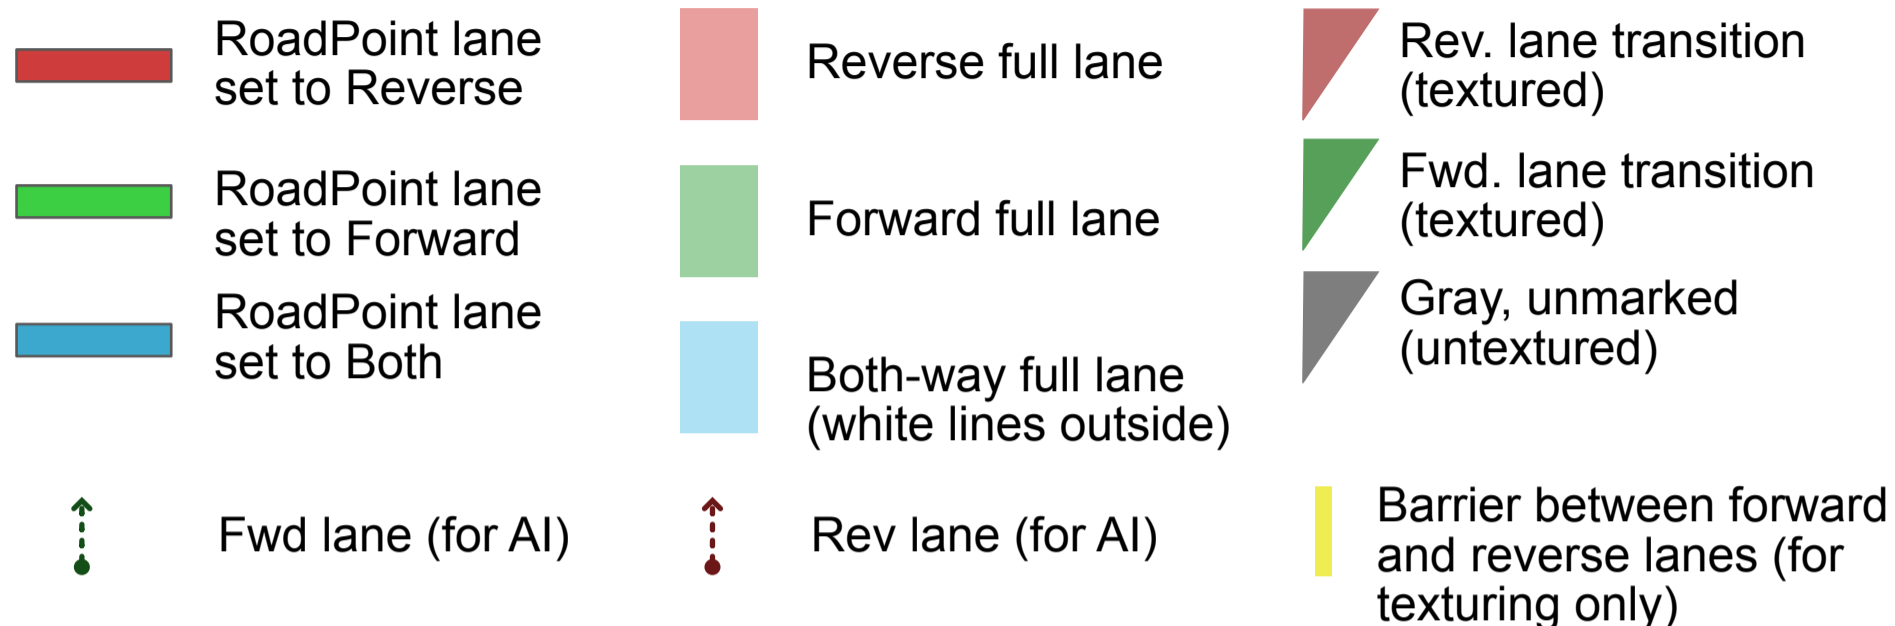 RoadPoint lane
set to Reverse
Reverse full lane
Rev. lane transition
(textured)
RoadPoint lane
set to Forward
Forward full lane
Fwd. lane transition
(textured)
RoadPoint lane
set to Both
Both-way full lane
(white lines outside)
Gray, unmarked
(untextured)
Fwd lane (for AI)
Rev lane (for AI)
Barrier between forward
and reverse lanes (for
texturing only)